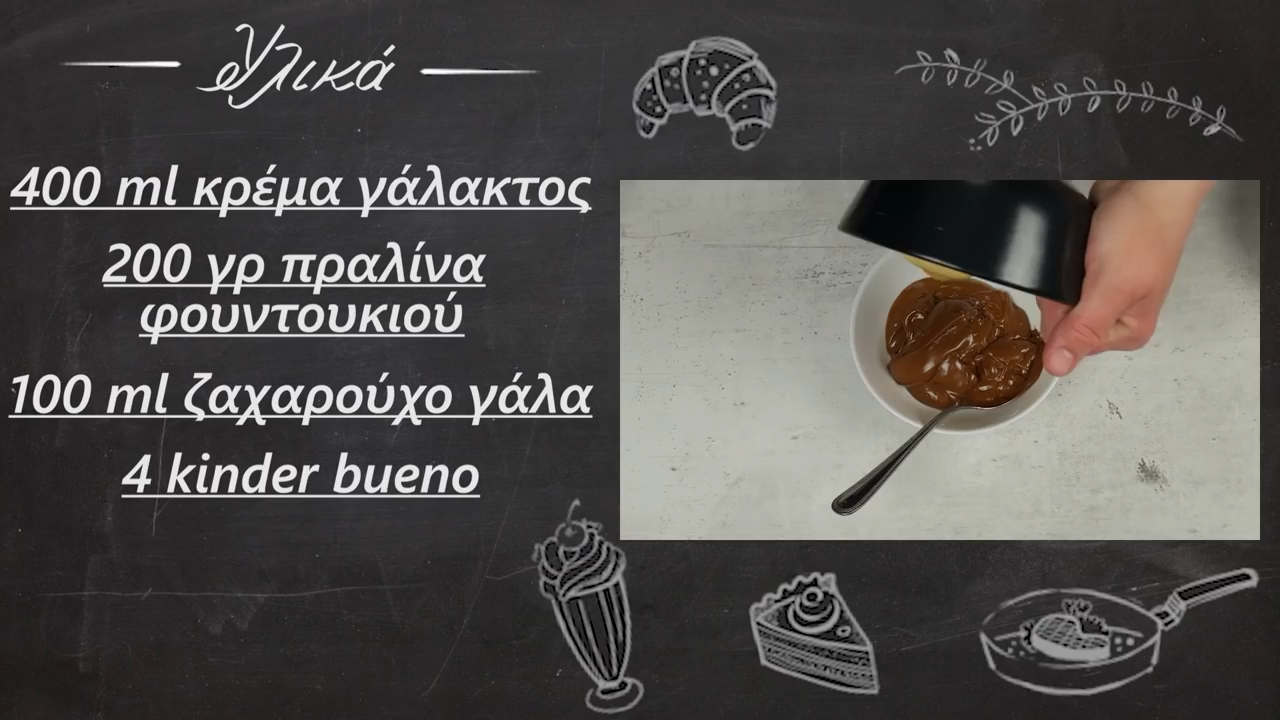 Υλικά
400 ml κρέμα γάλακτος
200 γρ πραλίνα
φουντουκιού
100 ml ζαχαρούχο γάλα
4 kinder bueno